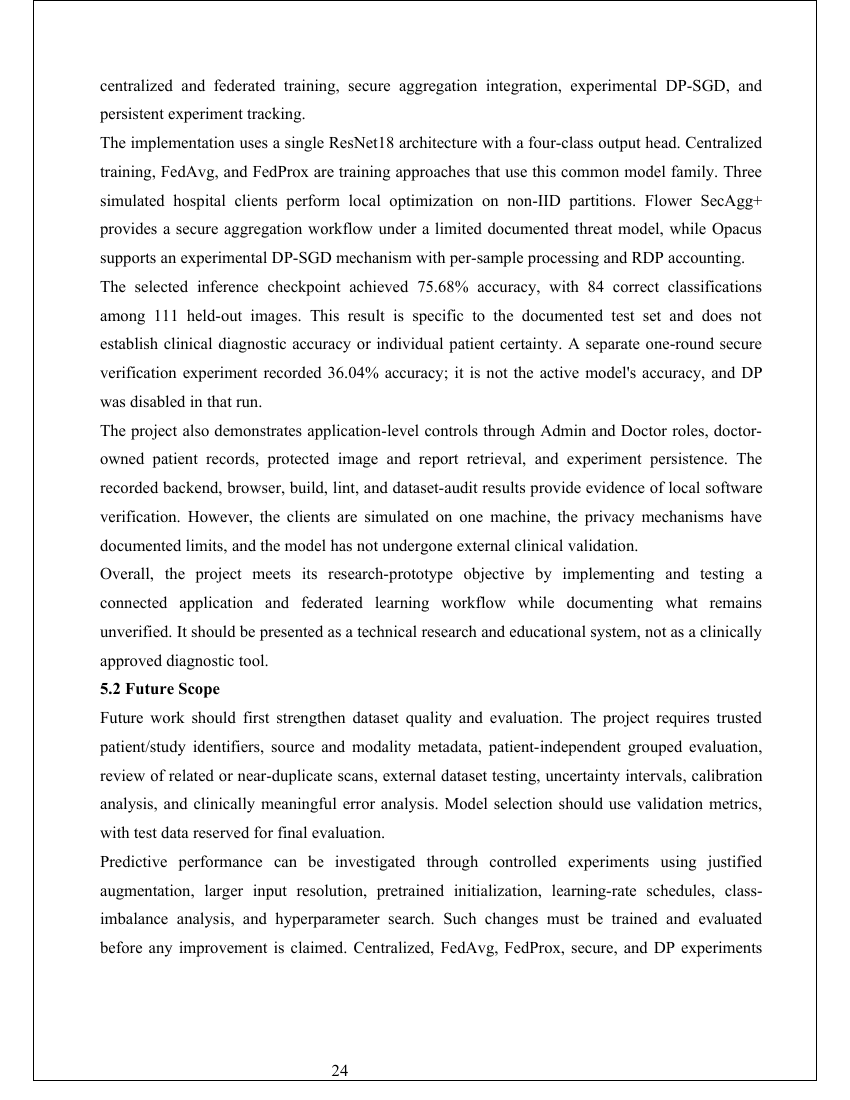 centralized and federated training, secure aggregation integration, experimental DP-SGD, and
persistent experiment tracking.
The implementation uses a single ResNet18 architecture with a four-class output head. Centralized
training, FedAvg, and FedProx are training approaches that use this common model family. Three
simulated hospital clients perform local optimization on non-IID partitions. Flower SecAgg+
provides a secure aggregation workflow under a limited documented threat model, while Opacus
supports an experimental DP-SGD mechanism with per-sample processing and RDP accounting.
The selected inference checkpoint achieved 75.68% accuracy, with 84 correct classifications
among 111 held-out images. This result is specific to the documented test set and does not
establish clinical diagnostic accuracy or individual patient certainty. A separate one-round secure
verification experiment recorded 36.04% accuracy; it is not the active model's accuracy, and DP
was disabled in that run.
The project also demonstrates application-level controls through Admin and Doctor roles, doctor-
owned patient records, protected image and report retrieval, and experiment persistence. The
recorded backend, browser, build, lint, and dataset-audit results provide evidence of local software
verification. However, the clients are simulated on one machine, the privacy mechanisms have
documented limits, and the model has not undergone external clinical validation.
Overall, the project meets its research-prototype objective by implementing and testing a
connected application and federated learning workflow while documenting what remains
unverified. It should be presented as a technical research and educational system, not as a clinically
approved diagnostic tool.
5.2 Future Scope
Future work should first strengthen dataset quality and evaluation. The project requires trusted
patient/study identifiers, source and modality metadata, patient-independent grouped evaluation,
review of related or near-duplicate scans, external dataset testing, uncertainty intervals, calibration
analysis, and clinically meaningful error analysis. Model selection should use validation metrics,
with test data reserved for final evaluation.
Predictive performance can be investigated through controlled experiments using justified
augmentation, larger input resolution, pretrained initialization, learning-rate schedules, class-
imbalance analysis, and hyperparameter search. Such changes must be trained and evaluated
before any improvement is claimed. Centralized, FedAvg, FedProx, secure, and DP experiments
24